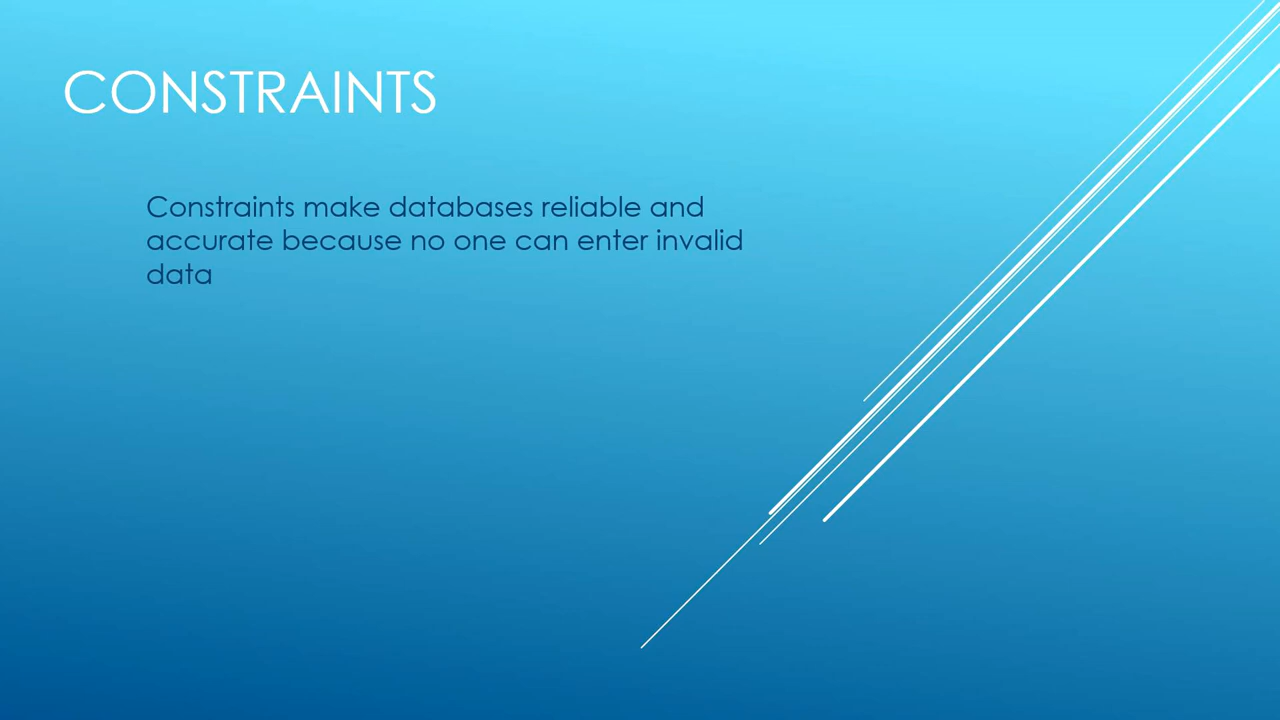 CONSTRAINTS
Constraints make databases reliable and
accurate because no one can enter invalid
data